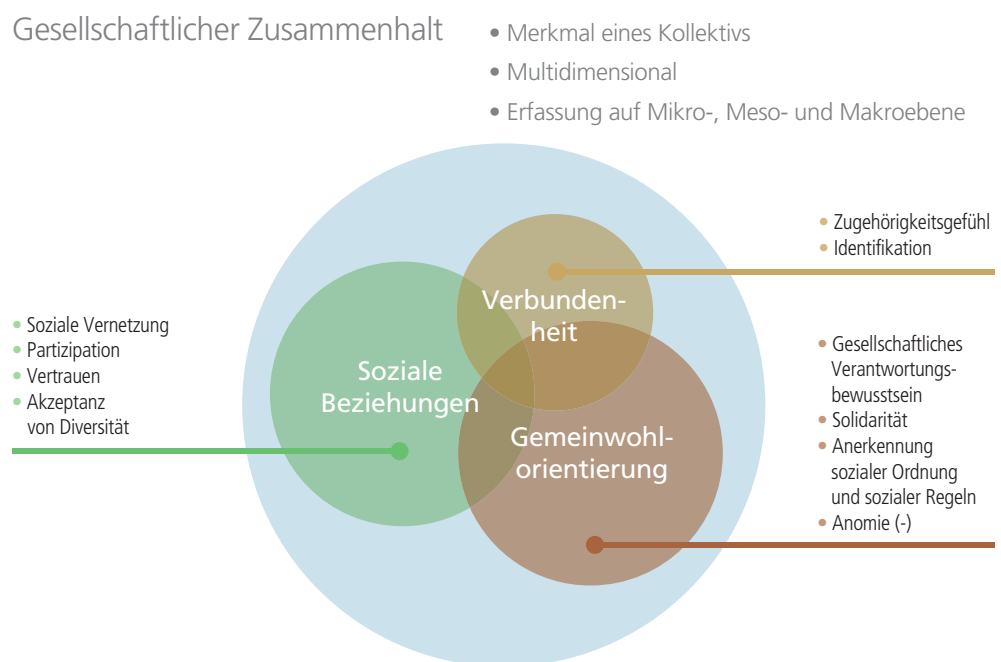 Gesellschaftlicher Zusammenhalt
• Merkmal eines Kollektivs
• Multidimensional
• Erfassung auf Mikro-, Meso- und Makroebene
• Zugehörigkeitsgefühl
• Identifikation
Verbunden-
heit
• Soziale Vernetzung
• Partizipation
• Vertrauen
• Akzeptanz
von Diversität
Soziale
Beziehungen
Gemeinwohl-
orientierung
• Gesellschaftliches
Verantwortungs-
bewusstsein
• Solidarität
• Anerkennung
sozialer Ordnung
und sozialer Regeln
• Anomie (-)